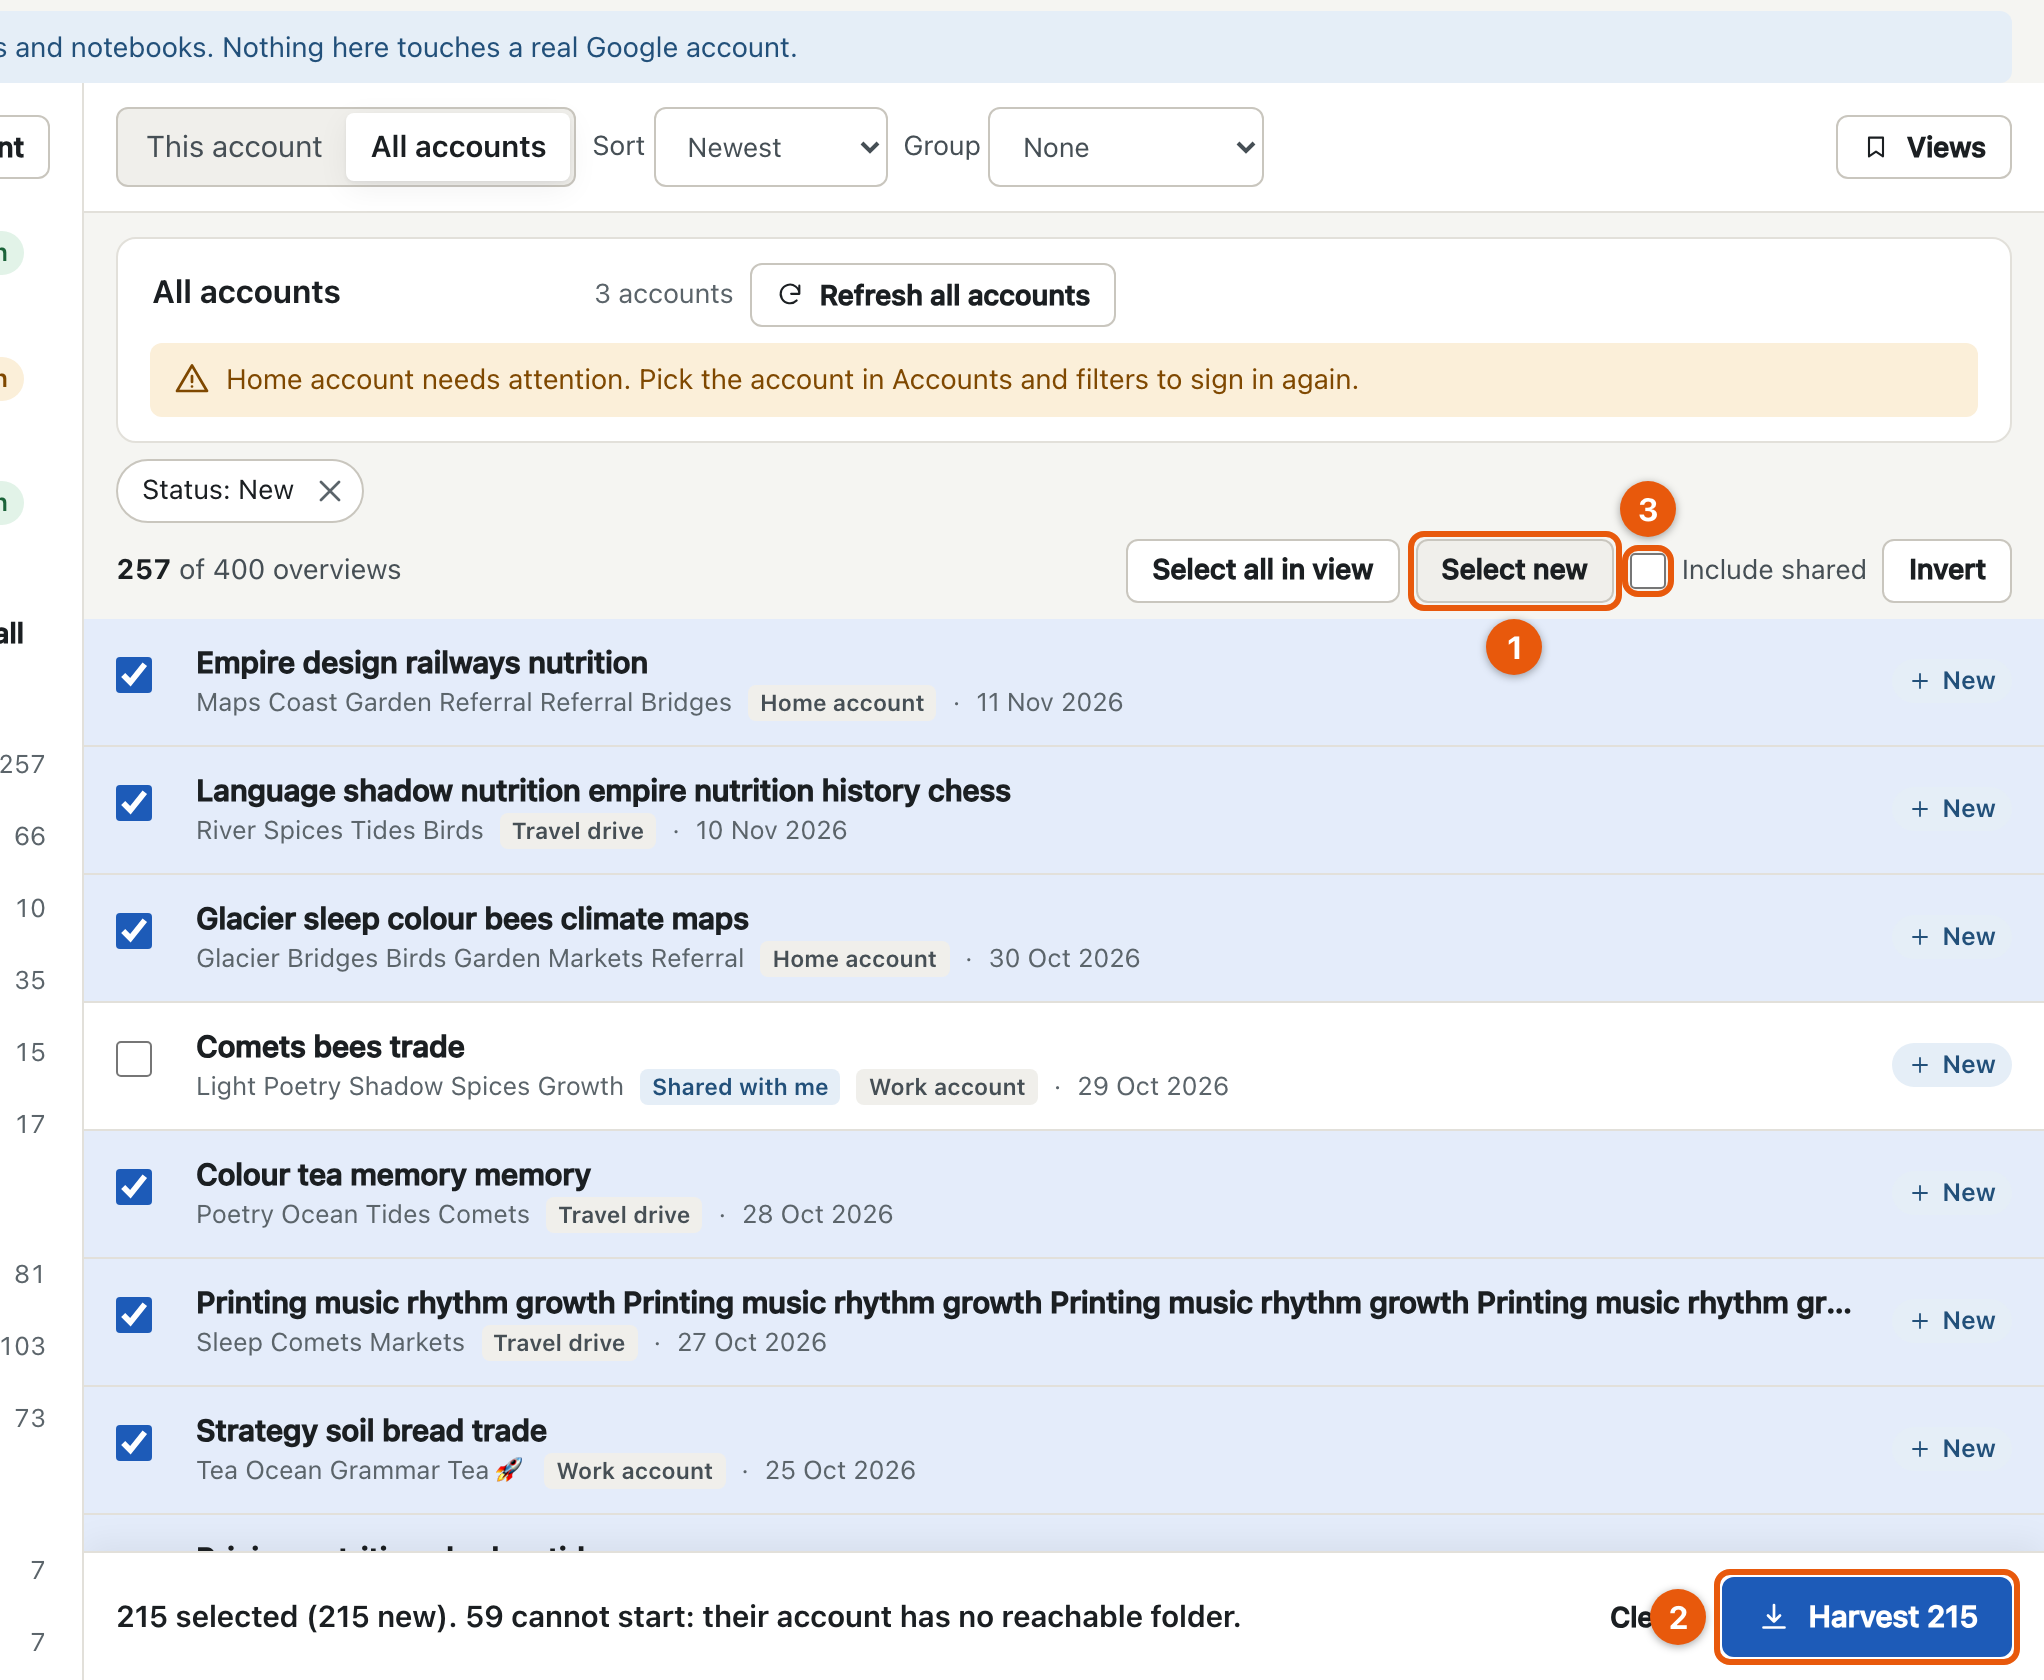 s and notebooks. Nothing here touches a real Google account.
nt
This account All accounts Sort Newest Group None Views
All accounts 3 accounts Refresh all accounts
Home account needs attention. Pick the account in Accounts and filters to sign in again.
Status: New
3
257 of 400 overviews Select all in view Select new Include shared Invert
1
all
Empire design railways nutrition
Maps Coast Garden Referral Referral Bridges Home account · 11 Nov 2026
+ New
257
Language shadow nutrition empire nutrition history chess
River Spices Tides Birds Travel drive · 10 Nov 2026
+ New
66
10
Glacier sleep colour bees climate maps
Glacier Bridges Birds Garden Markets Referral Home account · 30 Oct 2026
+ New
35
15
Comets bees trade
Light Poetry Shadow Spices Growth Shared with me Work account · 29 Oct 2026
+ New
17
Colour tea memory memory
Poetry Ocean Tides Comets Travel drive · 28 Oct 2026
+ New
81
Printing music rhythm growth Printing music rhythm growth Printing music rhythm growth Printing music rhythm gr...
Sleep Comets Markets Travel drive · 27 Oct 2026
+ New
103
73
Strategy soil bread trade
Tea Ocean Grammar Tea 🚀 Work account · 25 Oct 2026
+ New
7
7
215 selected (215 new). 59 cannot start: their account has no reachable folder.
Cle 2 Harvest 215